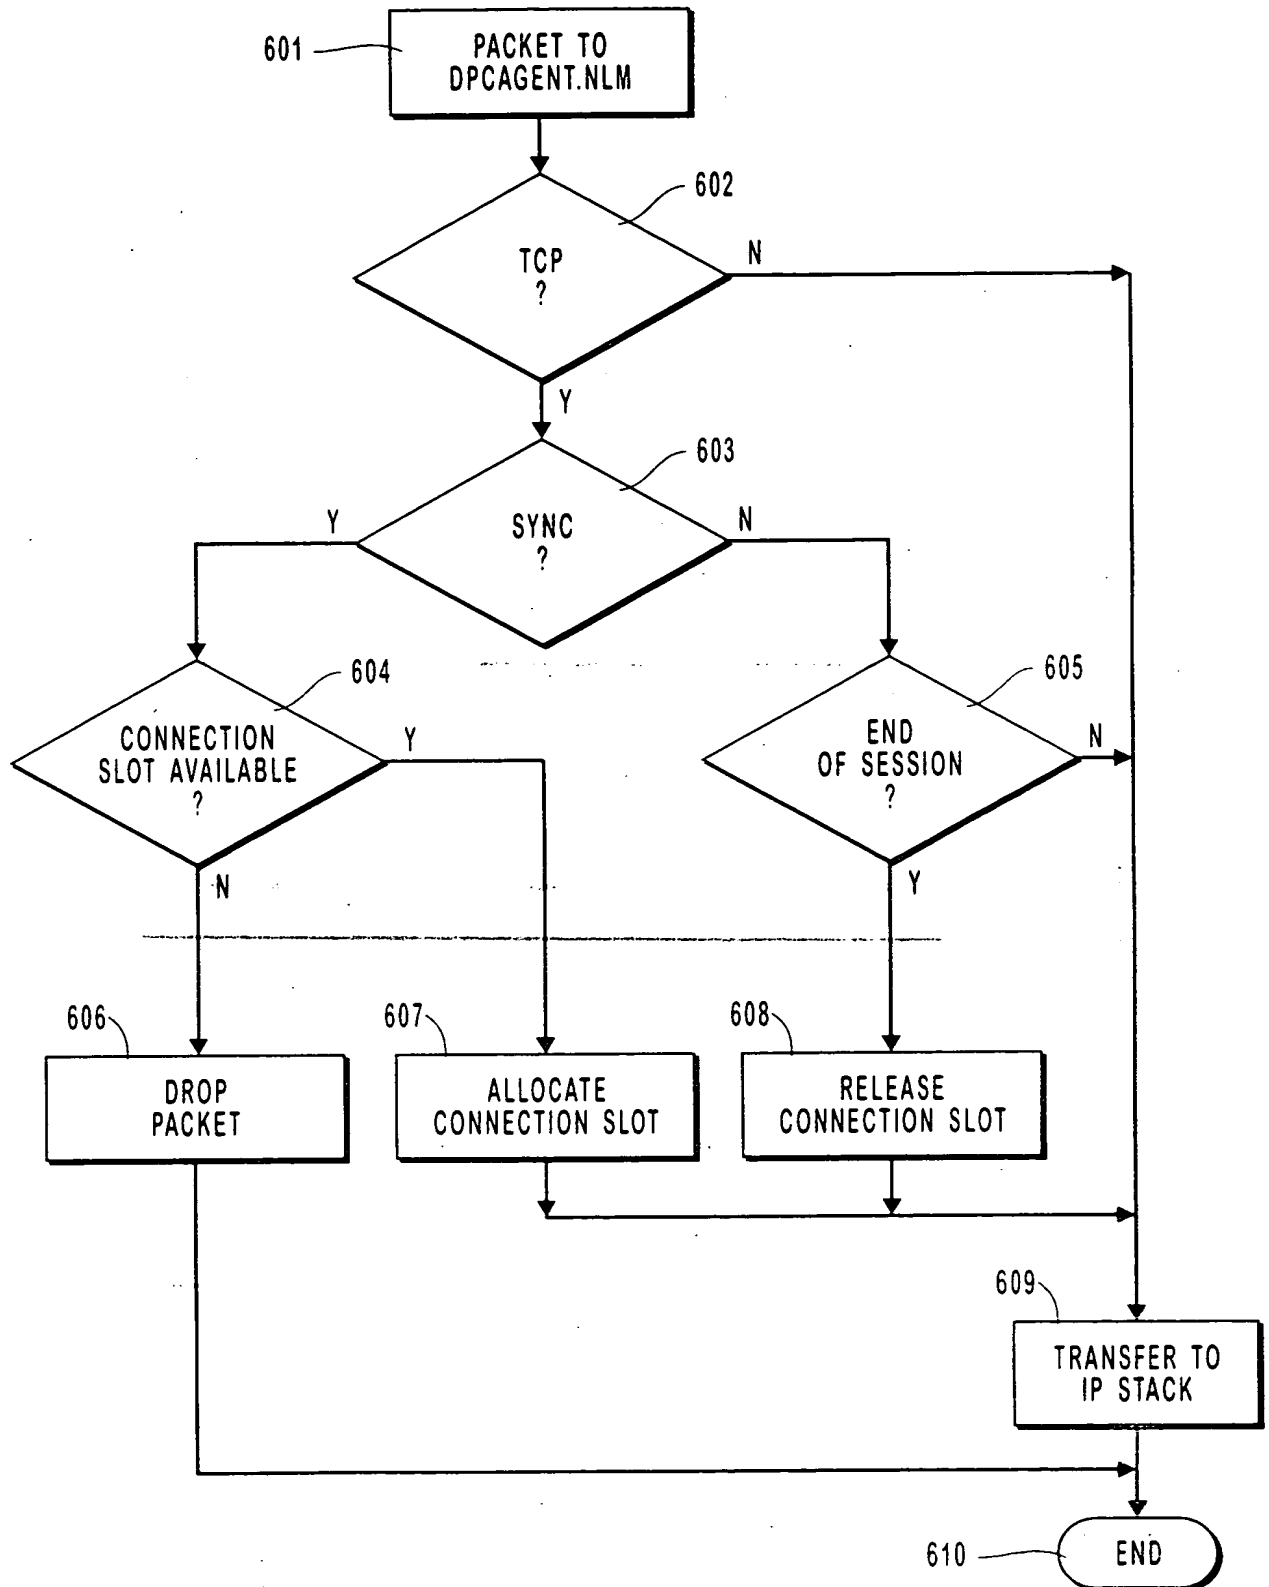 601
PACKET TO
DPCAGENT.NLM
602
TCP
?
N
Y
603
SYNC
?
Y
N
604
CONNECTION
SLOT AVAILABLE
?
Y
N
605
END
OF SESSION
?
N
Y
606
DROP
PACKET
607
ALLOCATE
CONNECTION SLOT
608
RELEASE
CONNECTION SLOT
609
TRANSFER TO
IP STACK
610
END